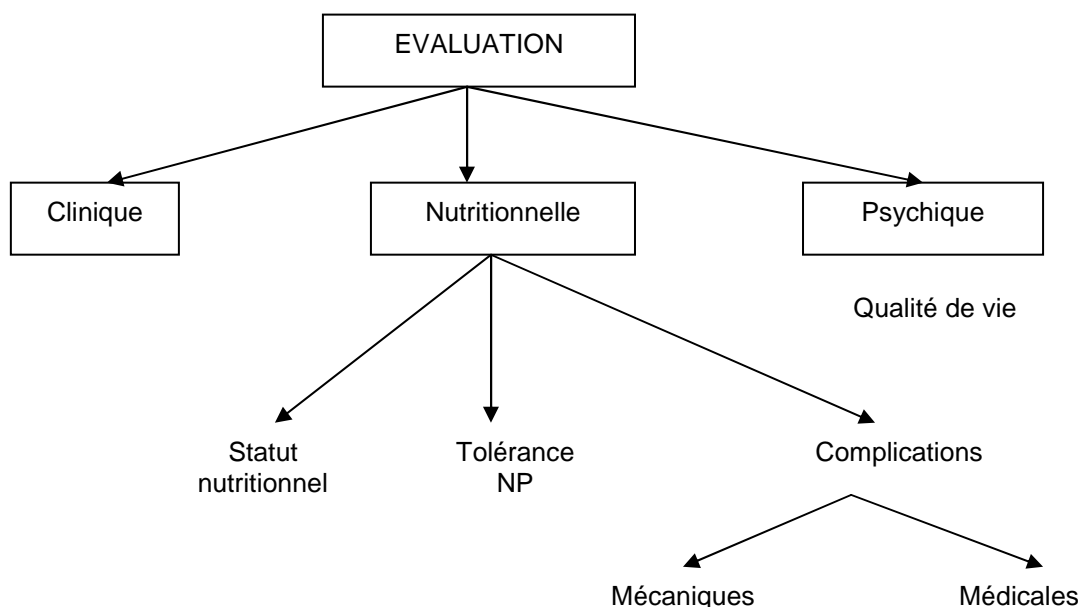 EVALUATION
Clinique
Nutritionnelle
Psychique
Qualité de vie
Statut
nutritionnel
Tolérance
NP
Complications
Mécaniques
Médicales